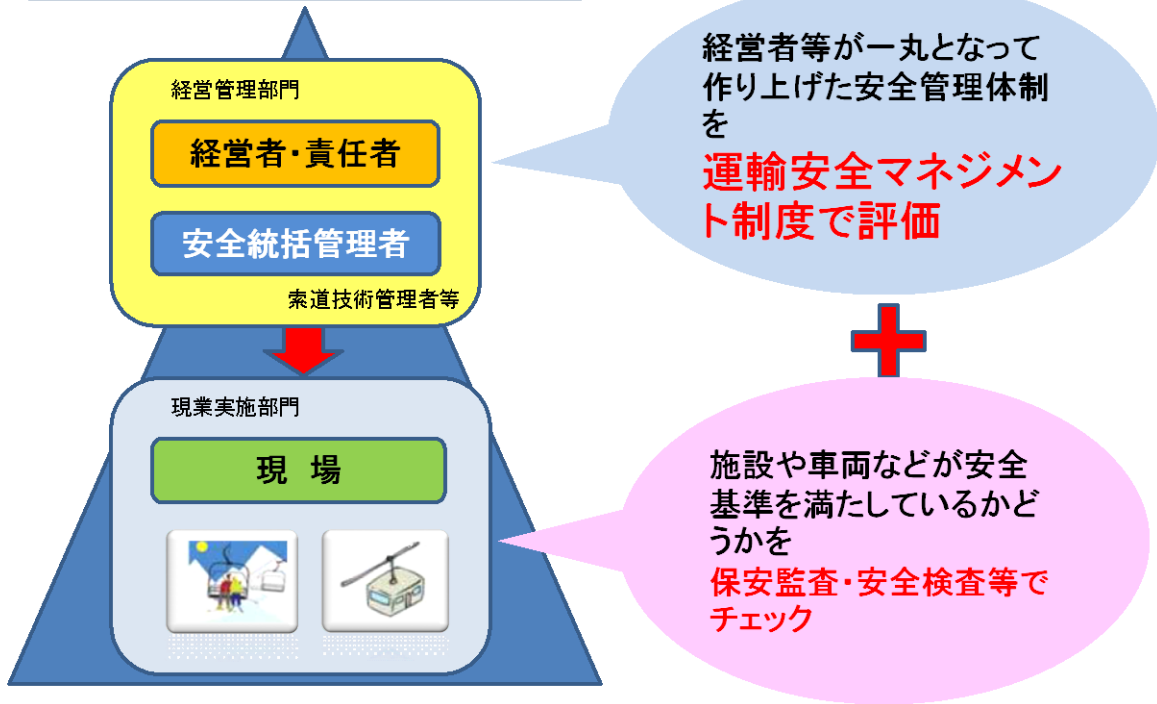 経営管理部門
経営者・責任者
安全統括管理者
索道技術管理者等
現業実施部門
現 場
経営者等が一丸となって
作り上げた安全管理体制
を
運輸安全マネジメン
ト制度で評価
施設や車両などが安全
基準を満たしているかど
うかを
保安監査・安全検査等で
チェック